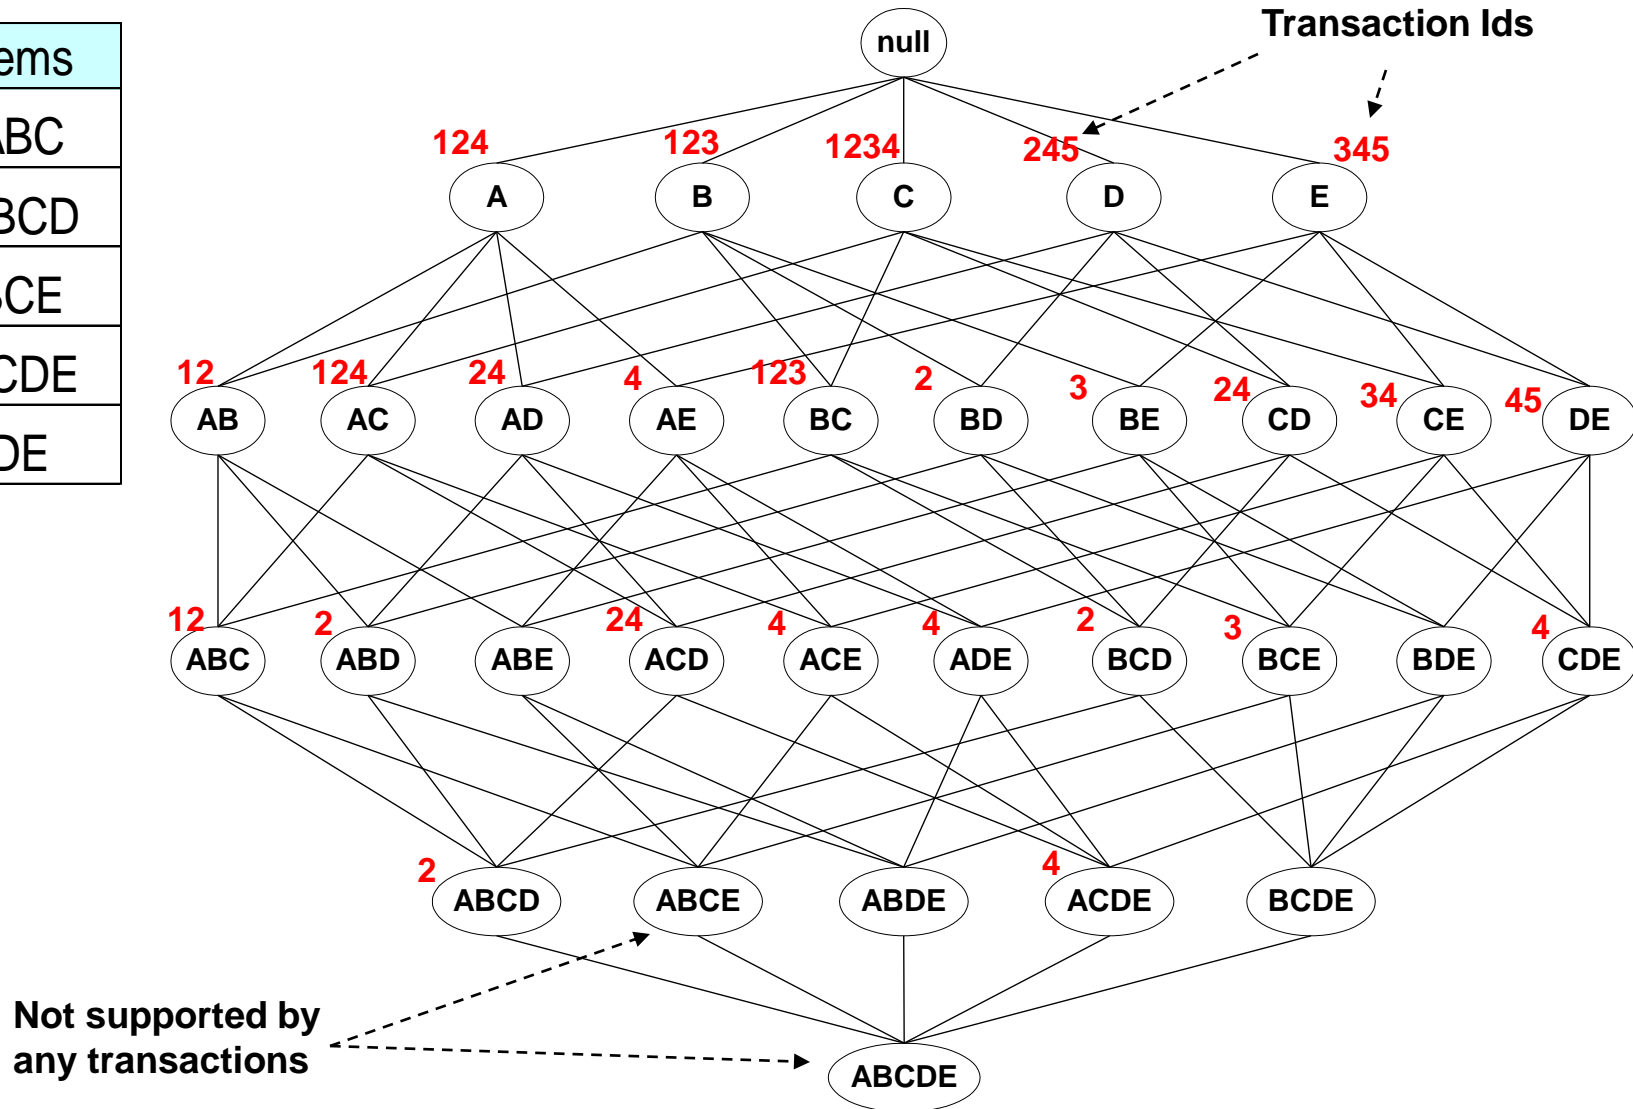 ems
ABC
BCD
BCE
CDE
DE
Transaction Ids
null
124
123
1234
245
345
A
B
C
D
E
12
124
24
4
123
2
3
24
34
45
AB
AC
AD
AE
BC
BD
BE
CD
CE
DE
12
2
24
4
4
2
3
4
ABC
ABD
ABE
ACD
ACE
ADE
BCD
BCE
BDE
CDE
2
4
ABCD
ABCE
ABDE
ACDE
BCDE
Not supported by
any transactions
ABCDE